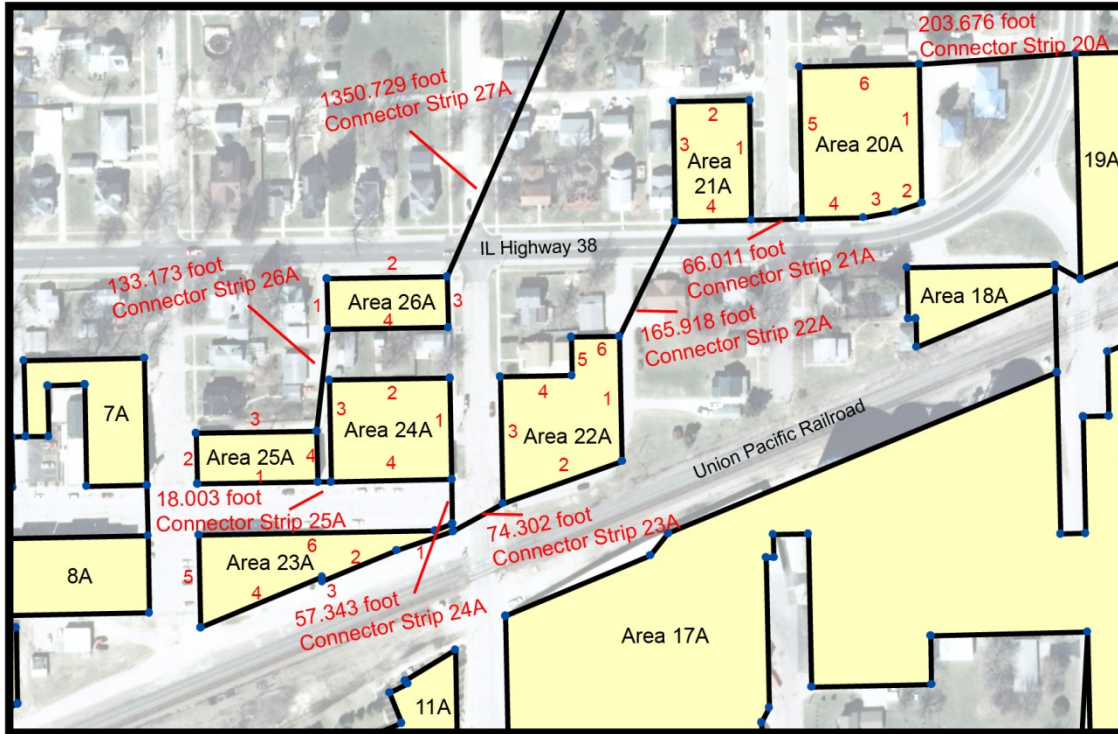 203.676 foot
Connector Strip 20A
1350.729 foot
Connector Strip 27A
6
2
5
Area 20A
1
3
Area
21A
1
19A
4
4
3
2
IL Highway 38
133.173 foot
Connector Strip 26A
2
66.011 foot
Connector Strip 21A
1
Area 26A
3
Area 18A
4
165.918 foot
Connector Strip 22A
6
5
7A
2
4
3
1
Area 24A
1
3
3
Area 22A
2
Area 25A
4
4
2
1
Union Pacific Railroad
18.003 foot
Connector Strip 25A
74.302 foot
Connector Strip 23A
6
1
Area 23A
2
8A
5
4
3
57.343 foot
Connector Strip 24A
Area 17A
11A